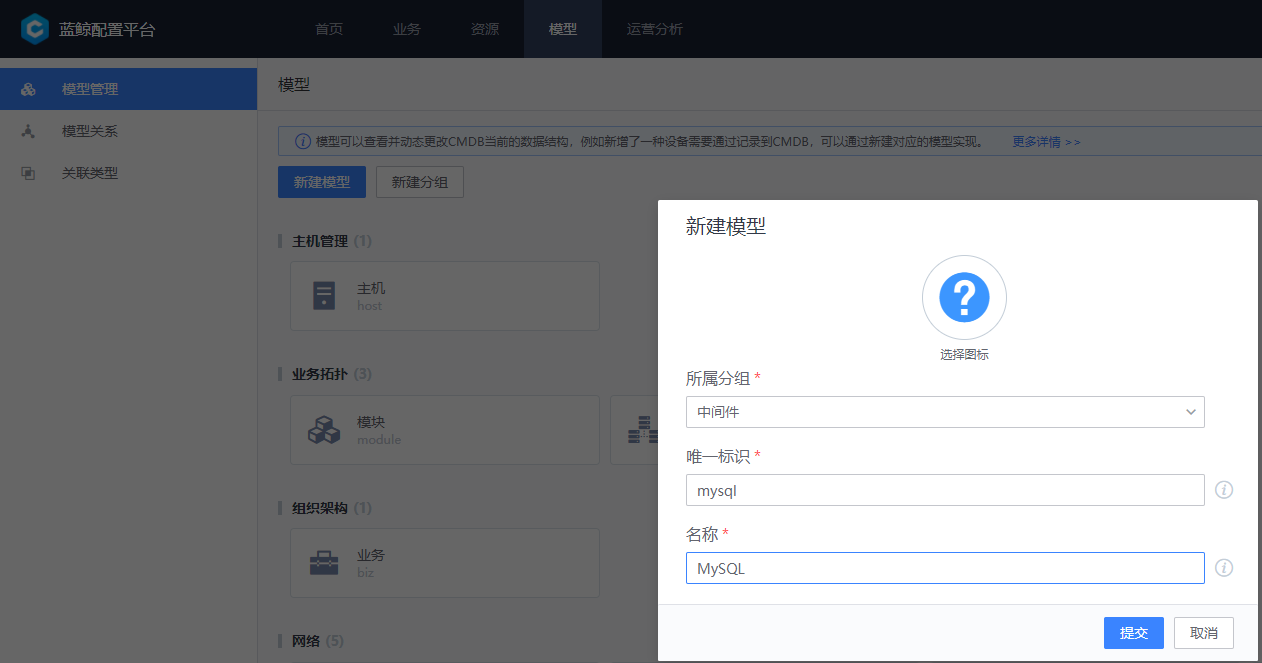 蓝鲸配置平台
首页 业务 资源 模型 运营分析
模型管理
模型关系
关联类型
模型
模型可以查看并动态更改CMDB当前的数据结构，例如新增了一种设备需要通过记录到CMDB，可以通过新建对应的模型实现。 更多详情 >>
新建模型 新建分组
主机管理 (1)
主机
host
业务拓扑 (3)
模块
module
组织架构 (1)
业务
biz
网络 (5)
新建模型
选择图标
所属分组 *
中间件
唯一标识 *
mysql
名称 *
MySQL
提交 取消